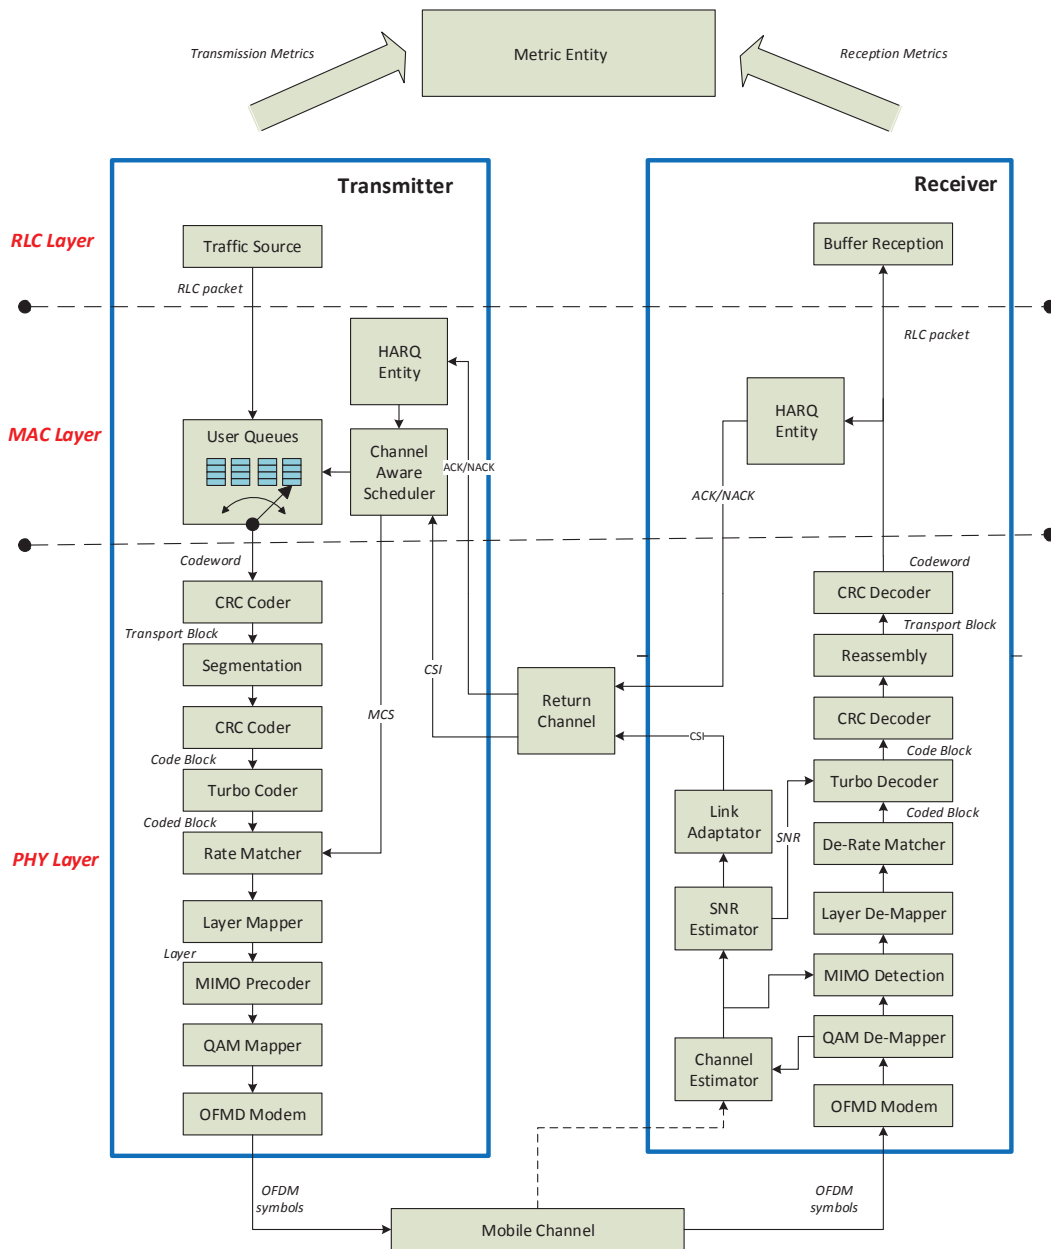 Transmission Metrics
Metric Entity
Reception Metrics
Transmitter
Receiver
RLC Layer
Traffic Source
Buffer Reception
RLC packet
RLC packet
HARQ
Entity
HARQ
Entity
MAC Layer
User Queues
Channel
Aware
Scheduler
ACK/NACK
ACK/NACK
Codeword
Codeword
CRC Coder
CRC Decoder
Transport Block
Transport Block
Segmentation
Reassembly
CSI
MCS
Return
Channel
CRC Coder
CRC Decoder
CSI
Code Block
Code Block
Turbo Coder
Turbo Decoder
Coded Block
Coded Block
Link
Adaptator
SNR
PHY Layer
Rate Matcher
De-Rate Matcher
Layer Mapper
SNR
Estimator
Layer De-Mapper
Layer
MIMO Precoder
MIMO Detection
QAM Mapper
QAM De-Mapper
Channel
Estimator
OFMD Modem
OFMD Modem
OFDM
symbols
OFDM
symbols
Mobile Channel